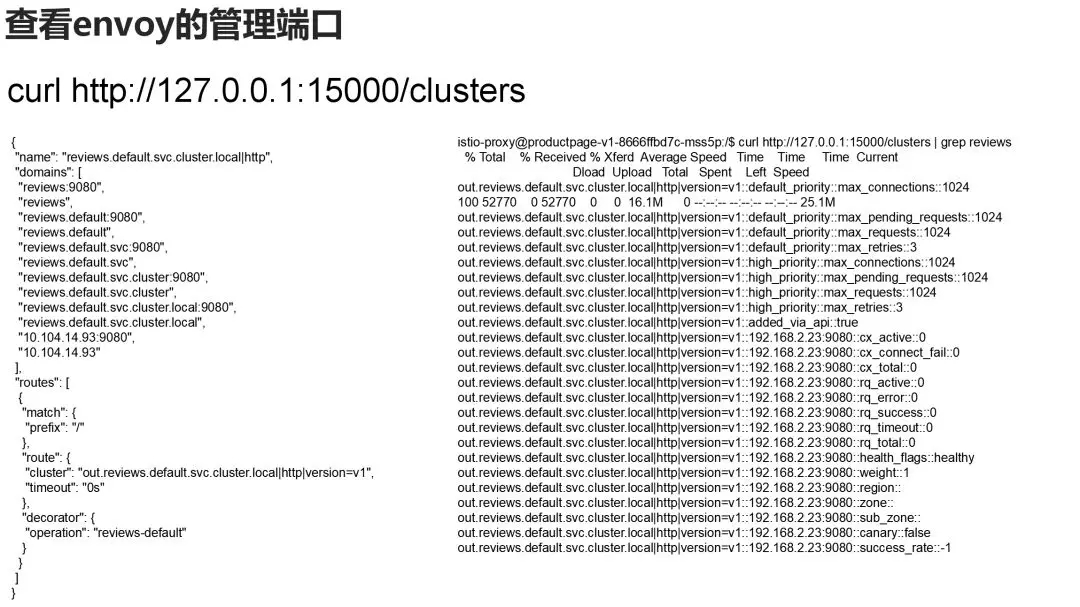 查看envoy的管理端口
curl http://127.0.0.1:15000/clusters
{
"name": "reviews.default.svc.cluster.local|http",
"domains": [
"reviews:9080",
"reviews",
"reviews.default:9080",
"reviews.default",
"reviews.default.svc:9080",
"reviews.default.svc",
"reviews.default.svc.cluster:9080",
"reviews.default.svc.cluster",
"reviews.default.svc.cluster.local:9080",
"reviews.default.svc.cluster.local",
"10.104.14.93:9080",
"10.104.14.93"
],
"routes": [
{
"match": {
"prefix": "/"
},
"route": {
"cluster": "out.reviews.default.svc.cluster.local|http|version=v1",
"timeout": "0s"
},
"decorator": {
"operation": "reviews-default"
}
}
]
}
istio-proxy@productpage-v1-8666ffbd7c-mss5p:/$ curl http://127.0.0.1:15000/clusters | grep reviews
% Total % Received % Xferd Average Speed Time Time Time Current
Dload Upload Total Spent Left Speed
out.reviews.default.svc.cluster.local|http|version=v1::default_priority::max_connections::1024
100 52770 0 52770 0 0 16.1M 0 --:--:-- --:--:-- --:--:-- 25.1M
out.reviews.default.svc.cluster.local|http|version=v1::default_priority::max_pending_requests::1024
out.reviews.default.svc.cluster.local|http|version=v1::default_priority::max_requests::1024
out.reviews.default.svc.cluster.local|http|version=v1::default_priority::max_retries::3
out.reviews.default.svc.cluster.local|http|version=v1::high_priority::max_connections::1024
out.reviews.default.svc.cluster.local|http|version=v1::high_priority::max_pending_requests::1024
out.reviews.default.svc.cluster.local|http|version=v1::high_priority::max_requests::1024
out.reviews.default.svc.cluster.local|http|version=v1::high_priority::max_retries::3
out.reviews.default.svc.cluster.local|http|version=v1::added_via_api::true
out.reviews.default.svc.cluster.local|http|version=v1::192.168.2.23:9080::cx_active::0
out.reviews.default.svc.cluster.local|http|version=v1::192.168.2.23:9080::cx_connect_fail::0
out.reviews.default.svc.cluster.local|http|version=v1::192.168.2.23:9080::cx_total::0
out.reviews.default.svc.cluster.local|http|version=v1::192.168.2.23:9080::rq_active::0
out.reviews.default.svc.cluster.local|http|version=v1::192.168.2.23:9080::rq_error::0
out.reviews.default.svc.cluster.local|http|version=v1::192.168.2.23:9080::rq_success::0
out.reviews.default.svc.cluster.local|http|version=v1::192.168.2.23:9080::rq_timeout::0
out.reviews.default.svc.cluster.local|http|version=v1::192.168.2.23:9080::rq_total::0
out.reviews.default.svc.cluster.local|http|version=v1::192.168.2.23:9080::health_flags::healthy
out.reviews.default.svc.cluster.local|http|version=v1::192.168.2.23:9080::weight::1
out.reviews.default.svc.cluster.local|http|version=v1::192.168.2.23:9080::region::
out.reviews.default.svc.cluster.local|http|version=v1::192.168.2.23:9080::zone::
out.reviews.default.svc.cluster.local|http|version=v1::192.168.2.23:9080::sub_zone::
out.reviews.default.svc.cluster.local|http|version=v1::192.168.2.23:9080::canary::false
out.reviews.default.svc.cluster.local|http|version=v1::192.168.2.23:9080::success_rate::-1